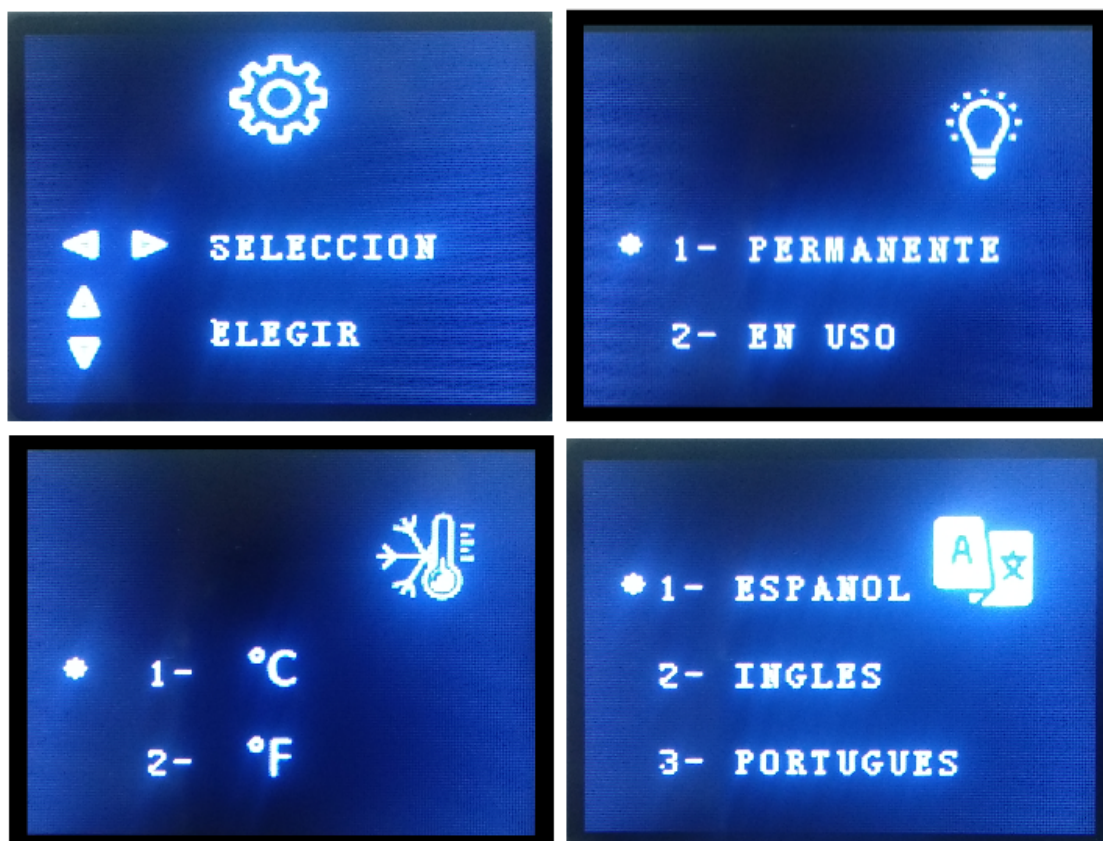 SELECCION
ELEGIR
1- PERMANENTE
2- EN USO
1- °C
2- °F
A
1- ESPANOL
2- INGLES
3- PORTUGUES